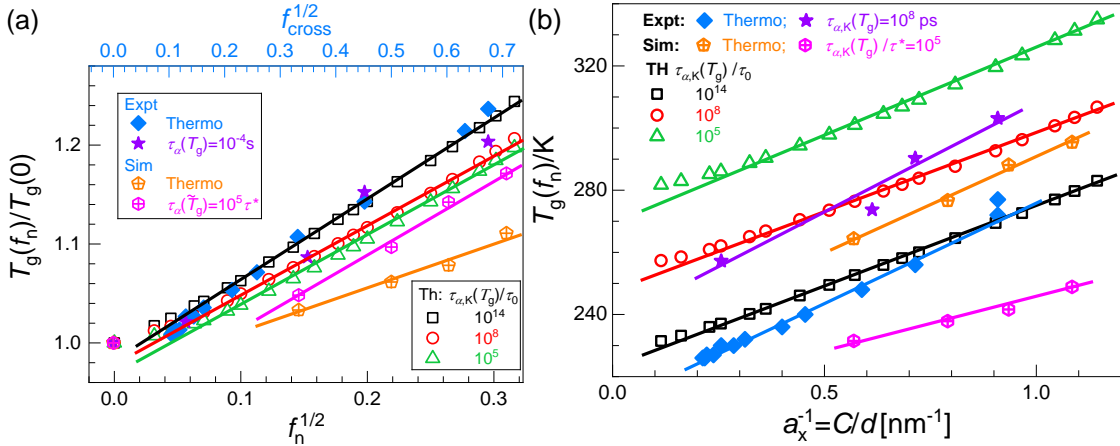 (a)
f_cross^1/2
0.0 0.1 0.2 0.3 0.4 0.5 0.6 0.7
T_g(f_n)/T_g(0)
1.2
1.1
1.0
Expt
Thermo
τ_α(T_g)=10^-4s
Sim
Thermo
τ_α(T̃_g)=10^5τ*
Th: τ_α,K(T_g)/τ_0
10^14
10^8
10^5
0.0 0.1 0.2 0.3
f_n^1/2
(b)
T_g(f_n)/K
320
280
240
Expt: Thermo; τ_α,K(T_g)=10^8 ps
Sim: Thermo; τ_α,K(T_g)/τ*=10^5
TH τ_α,K(T_g)/τ_0
10^14
10^8
10^5
0.0 0.5 1.0
a_x^-1=C/d [nm^-1]